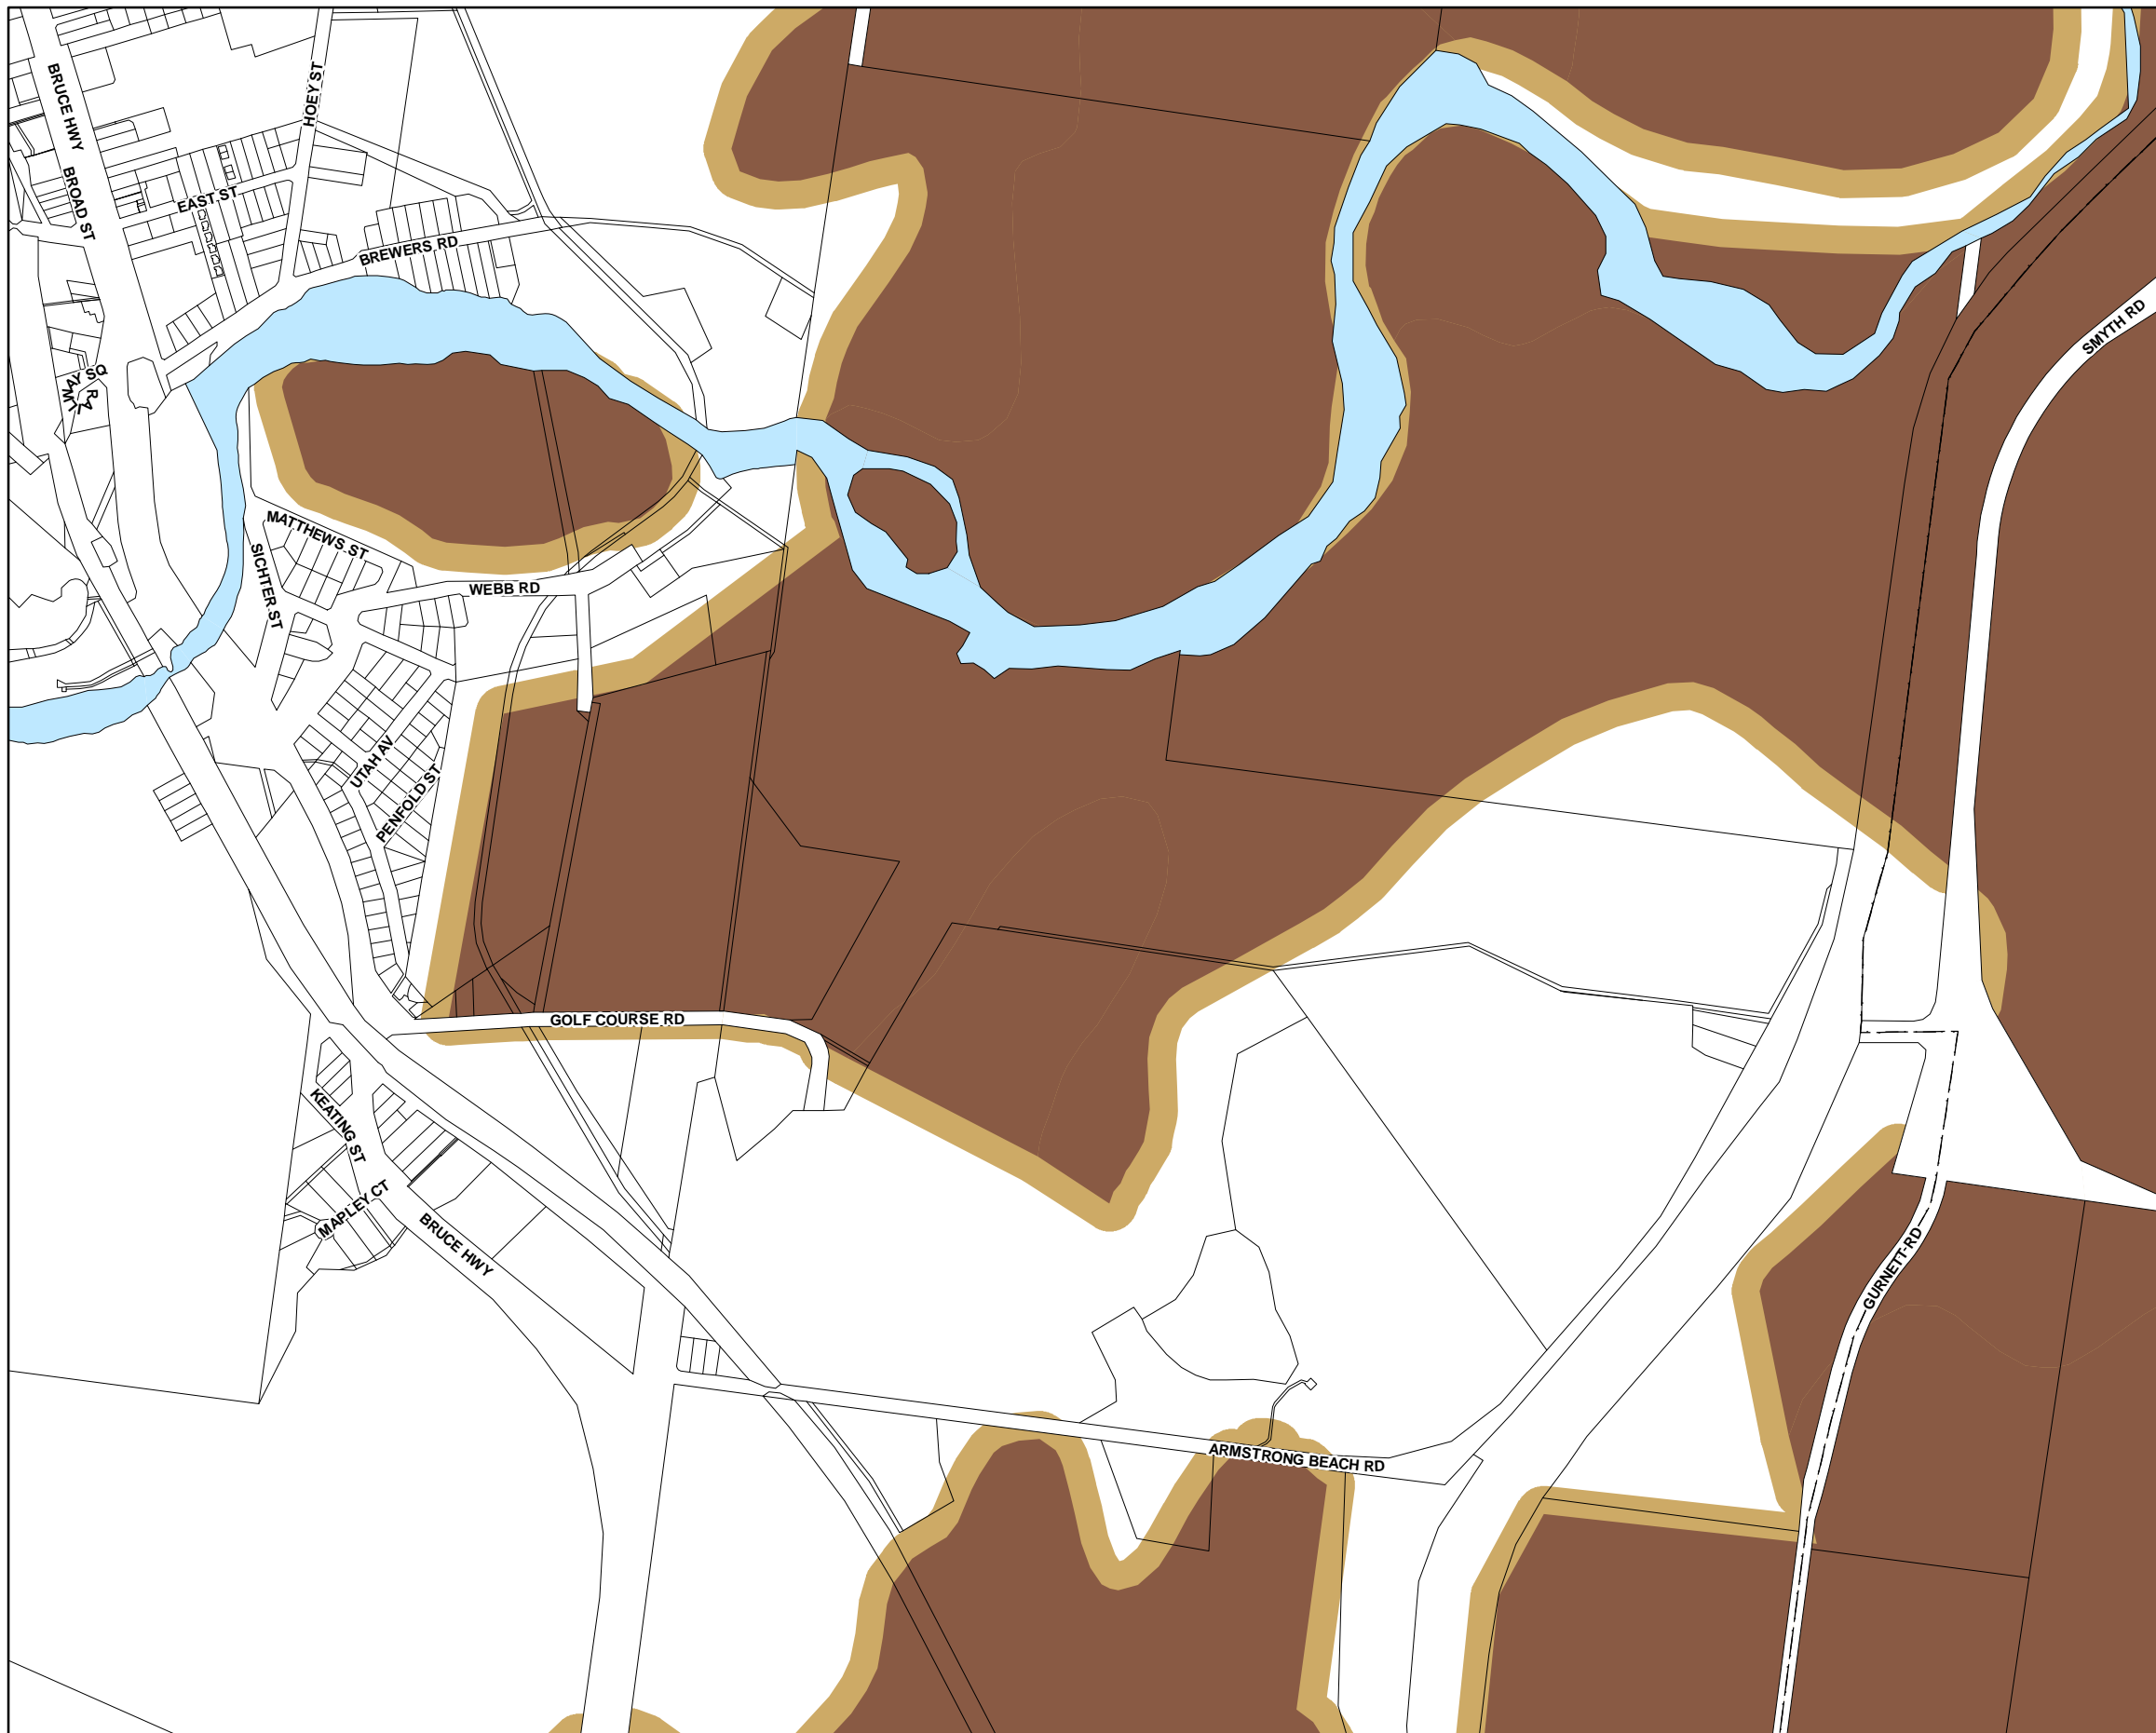 BRUCE HWY
HOEY ST
BROAD ST
EAST ST
BREWERS RD
SMYTH RD
MATTHEWS ST
SICHTER ST
WEBB RD
UTAH AV
PENFOLD ST
GOLF COURSE RD
KEATING ST
MAPLEY CT
BRUCE HWY
GURNETT RD
ARMSTRONG BEACH RD